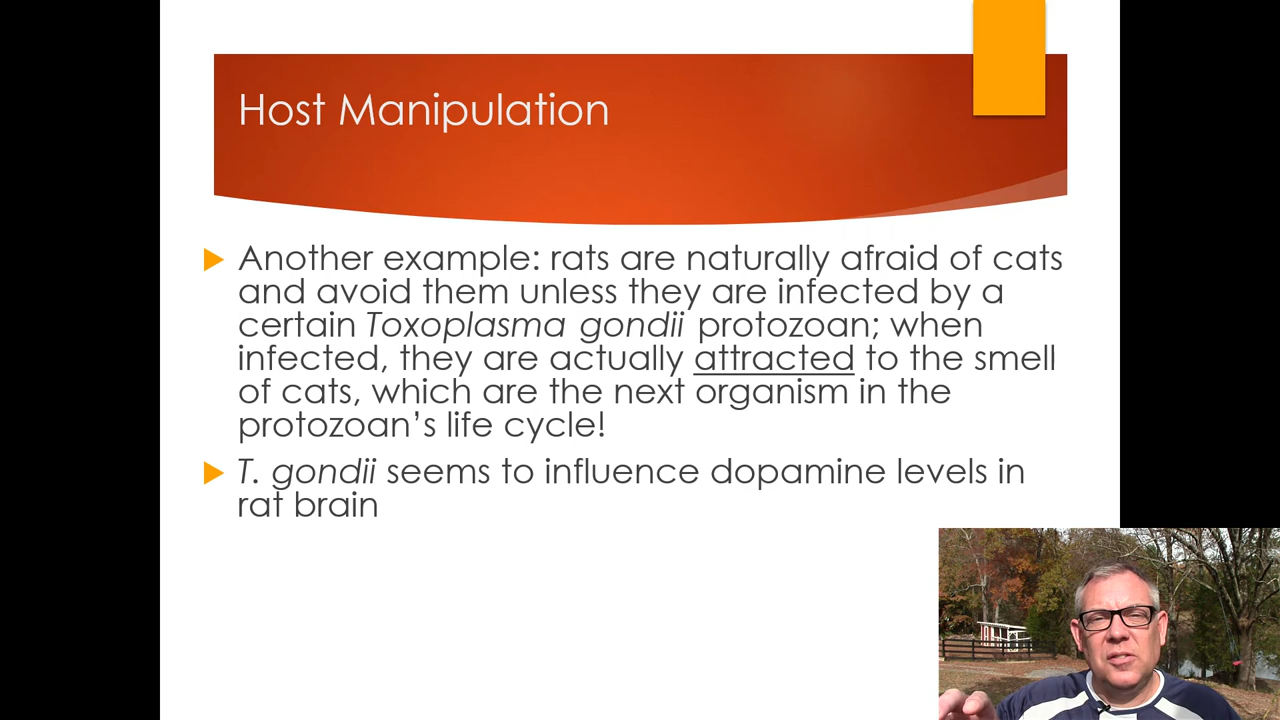 Host Manipulation
Another example: rats are naturally afraid of cats
and avoid them unless they are infected by a
certain Toxoplasma gondii protozoan; when
infected, they are actually attracted to the smell
of cats, which are the next organism in the
protozoan’s life cycle!
T. gondii seems to influence dopamine levels in
rat brain